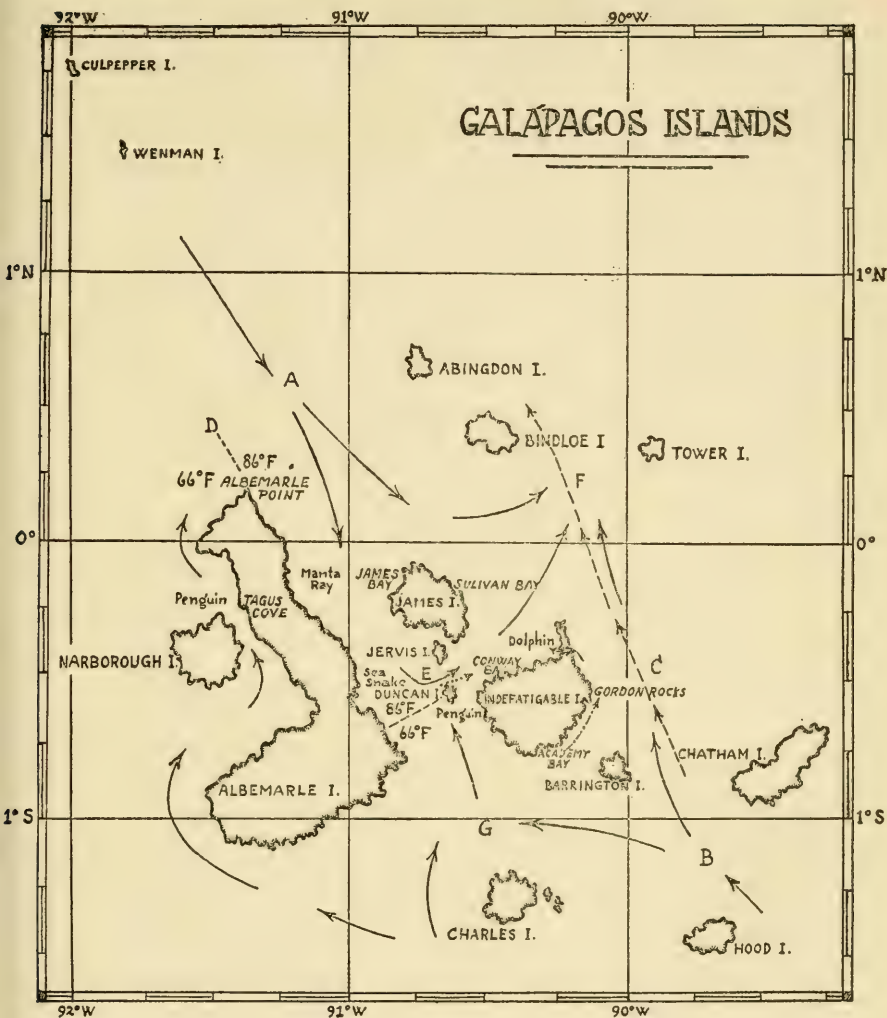 92°W
91°W
90°W
CULPEPPER I.
GALÁPAGOS ISLANDS
WENMAN I.
1°N
1°N
A
ABINGDON I.
D
BINDLOE I
TOWER I.
86°F
66°F ALBEMARLE
POINT
F
0°
0°
Manta
Ray
JAMES
BAY
SULIVAN BAY
JAMES I.
Penguin
TAGUS
COVE
Dolphin
NARBOROUGH I.
JERVIS I.
E
CONWAY
BA.
C
Sea
Snake
DUNCAN I
INDEFATIGABLE I.
GORDON ROCKS
86°F
Penguin
66°F
ACADEMY
BAY
CHATHAM I.
ALBEMARLE I.
BARRINGTON I.
1°S
1°S
G
B
CHARLES I.
HOOD I.
92°W
91°W
90°W